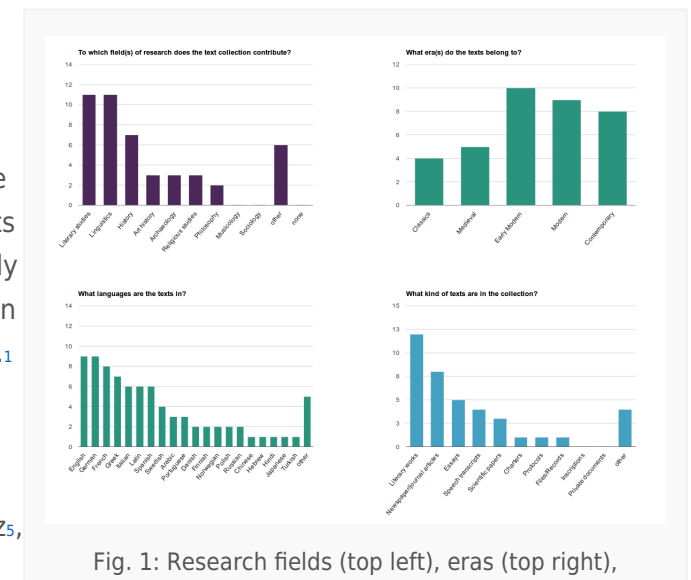 e
ts
ly
n
.1
z5,
To which field(s) of research does the text collection contribute?
14
12
10
8
6
4
2
0
Literary studies
Linguistics
History
Art history
Archaeology
Religious studies
Philosophy
Musicology
Sociology
other
none
What era(s) do the texts belong to?
12
10
8
6
4
2
0
Classics
Medieval
Early Modern
Modern
Contemporary
What languages are the texts in?
14
12
10
8
6
4
2
0
English
German
French
Greek
Italian
Latin
Spanish
Swedish
Arabic
Portuguese
Danish
Finnish
Norwegian
Polish
Russian
Chinese
Hebrew
Hindi
Japanese
Turkish
other
What kind of texts are in the collection?
15
13
10
8
5
3
0
Literary works
Newspaper/journal articles
Essays
Speech transcripts
Scientific papers
Charters
Protocols
Files/Records
Inscriptions
Private documents
other
Fig. 1: Research fields (top left), eras (top right),